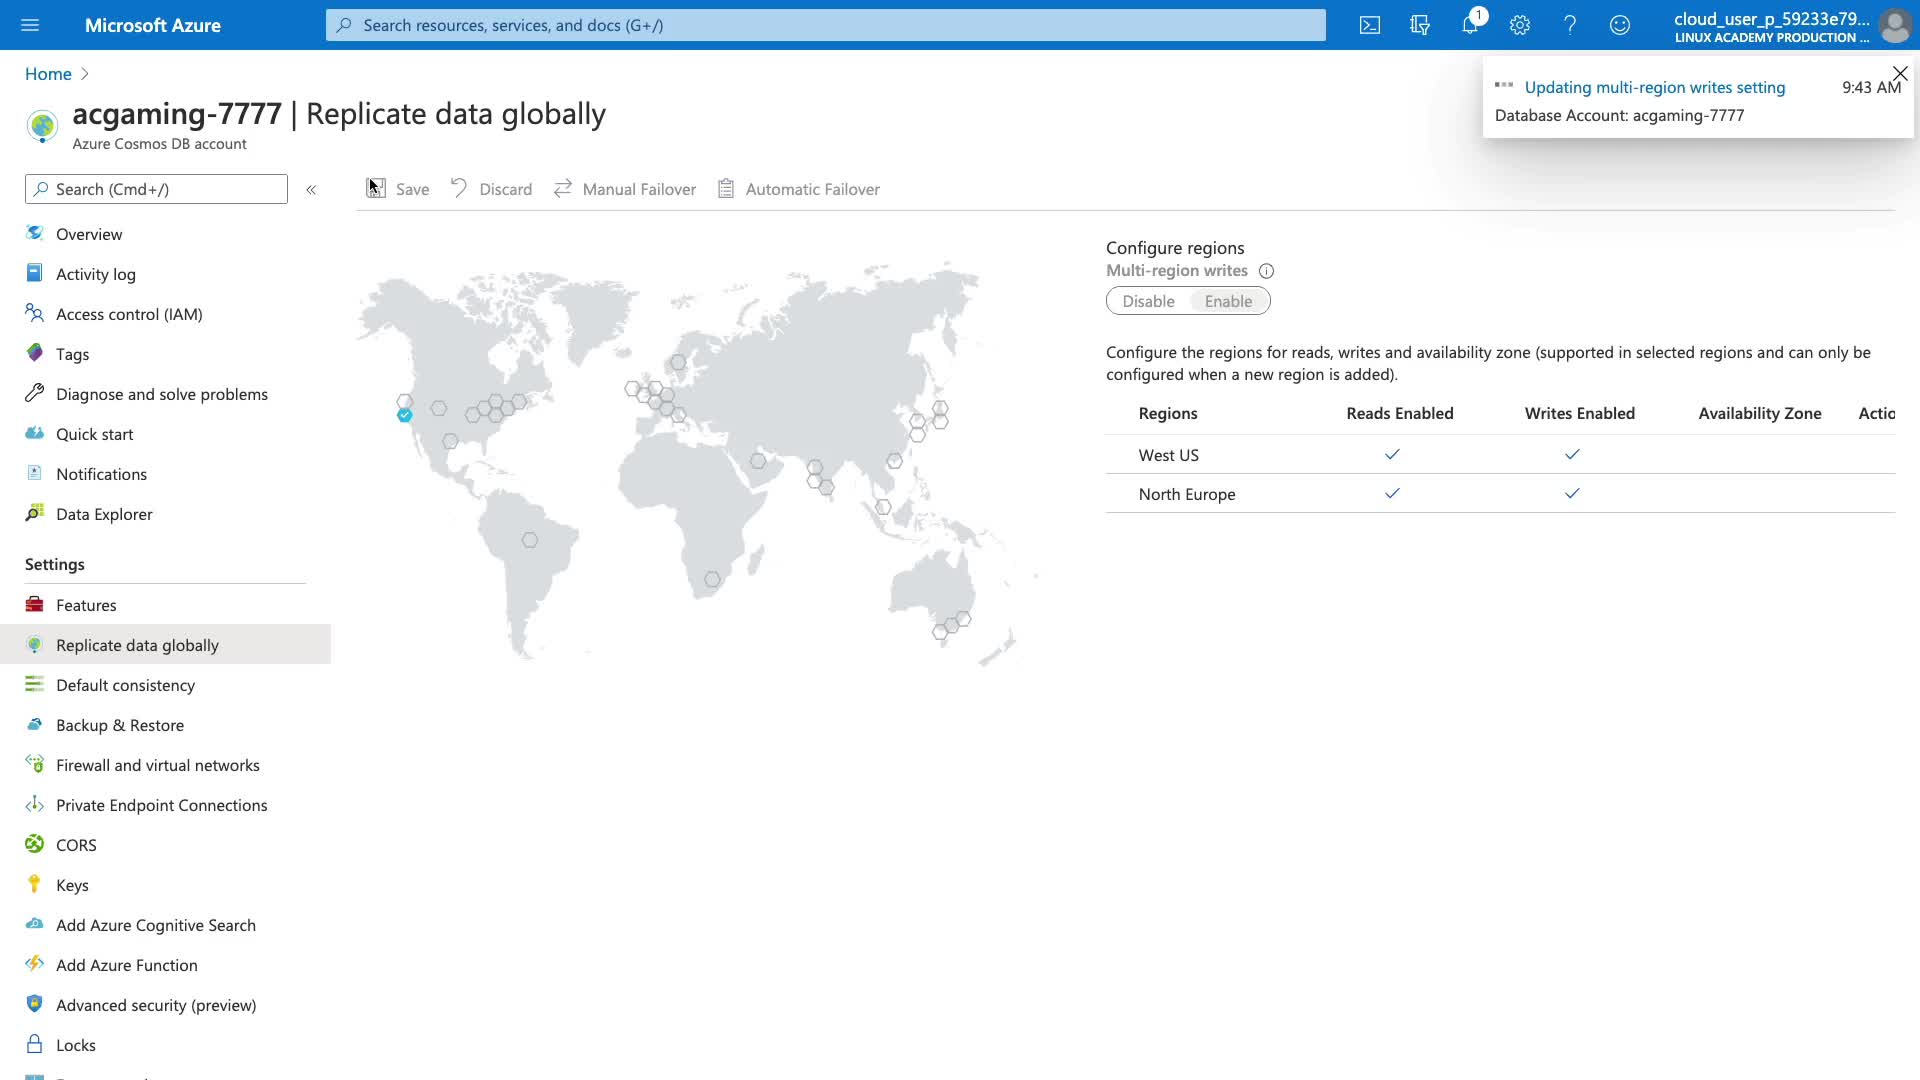 Microsoft Azure
Search resources, services, and docs (G+/)
1
cloud_user_p_59233e79...
LINUX ACADEMY PRODUCTION ...
Home
Updating multi-region writes setting
9:43 AM
Database Account: acgaming-7777
acgaming-7777 | Replicate data globally
Azure Cosmos DB account
Search (Cmd+/)
«
Save
Discard
Manual Failover
Automatic Failover
Overview
Activity log
Access control (IAM)
Tags
Diagnose and solve problems
Quick start
Notifications
Data Explorer
Settings
Features
Replicate data globally
Default consistency
Backup & Restore
Firewall and virtual networks
Private Endpoint Connections
CORS
Keys
Add Azure Cognitive Search
Add Azure Function
Advanced security (preview)
Locks
Configure regions
Multi-region writes
Disable Enable
Configure the regions for reads, writes and availability zone (supported in selected regions and can only be
configured when a new region is added).
Regions Reads Enabled Writes Enabled Availability Zone Actio
West US
North Europe